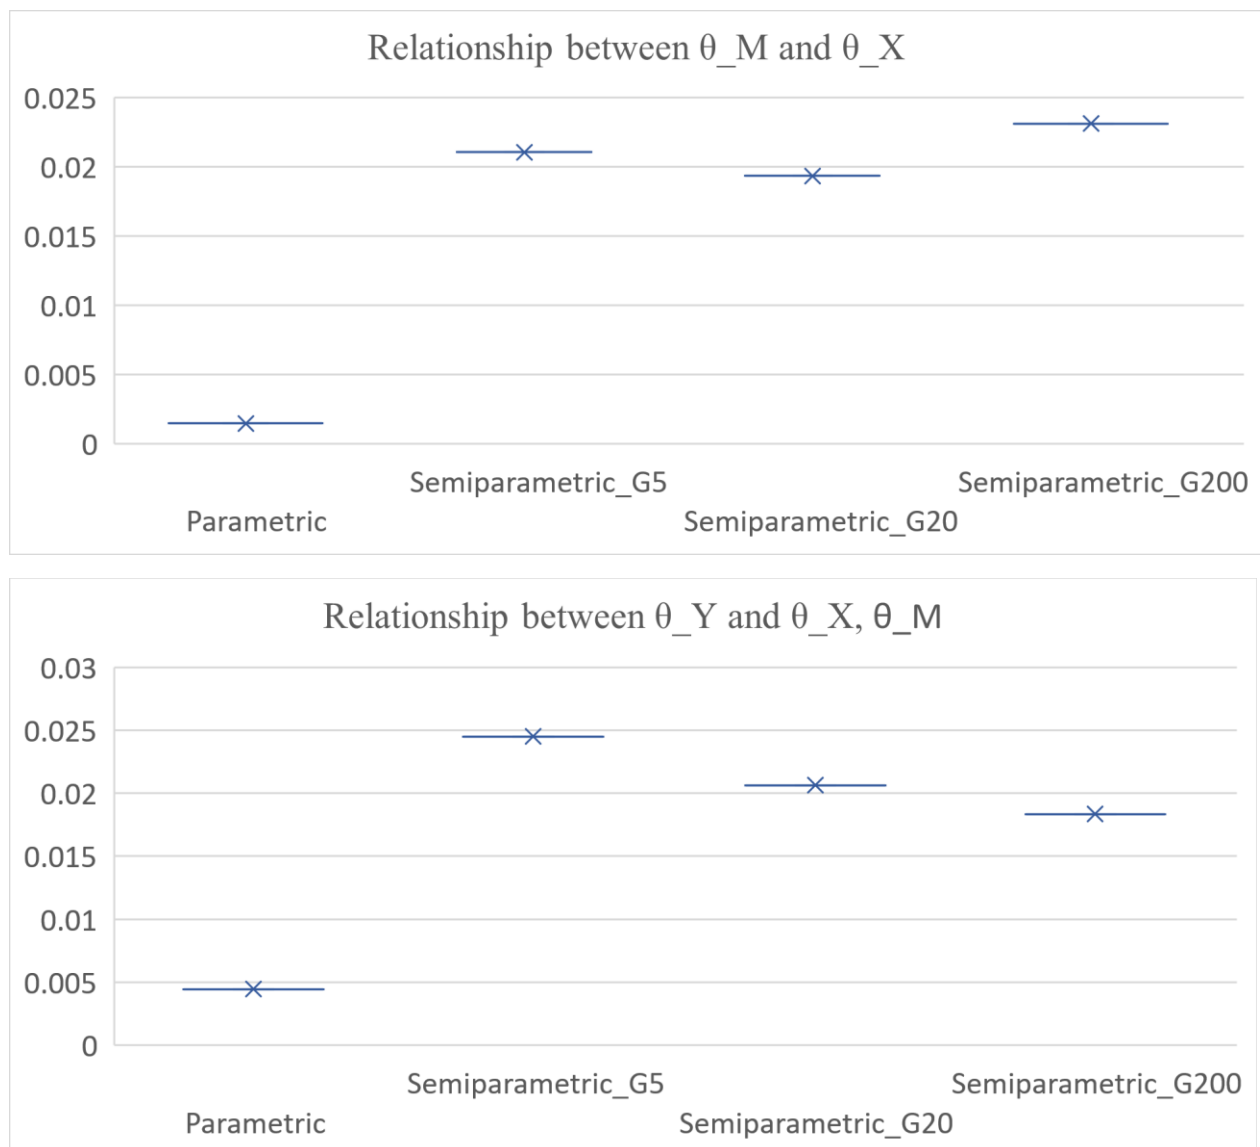 Relationship between θ_M and θ_X
0.025
0.02
0.015
0.01
0.005
0
Semiparametric_G5
Semiparametric_G200
Parametric
Semiparametric_G20
Relationship between θ_Y and θ_X, θ_M
0.03
0.025
0.02
0.015
0.01
0.005
0
Semiparametric_G5
Semiparametric_G200
Parametric
Semiparametric_G20